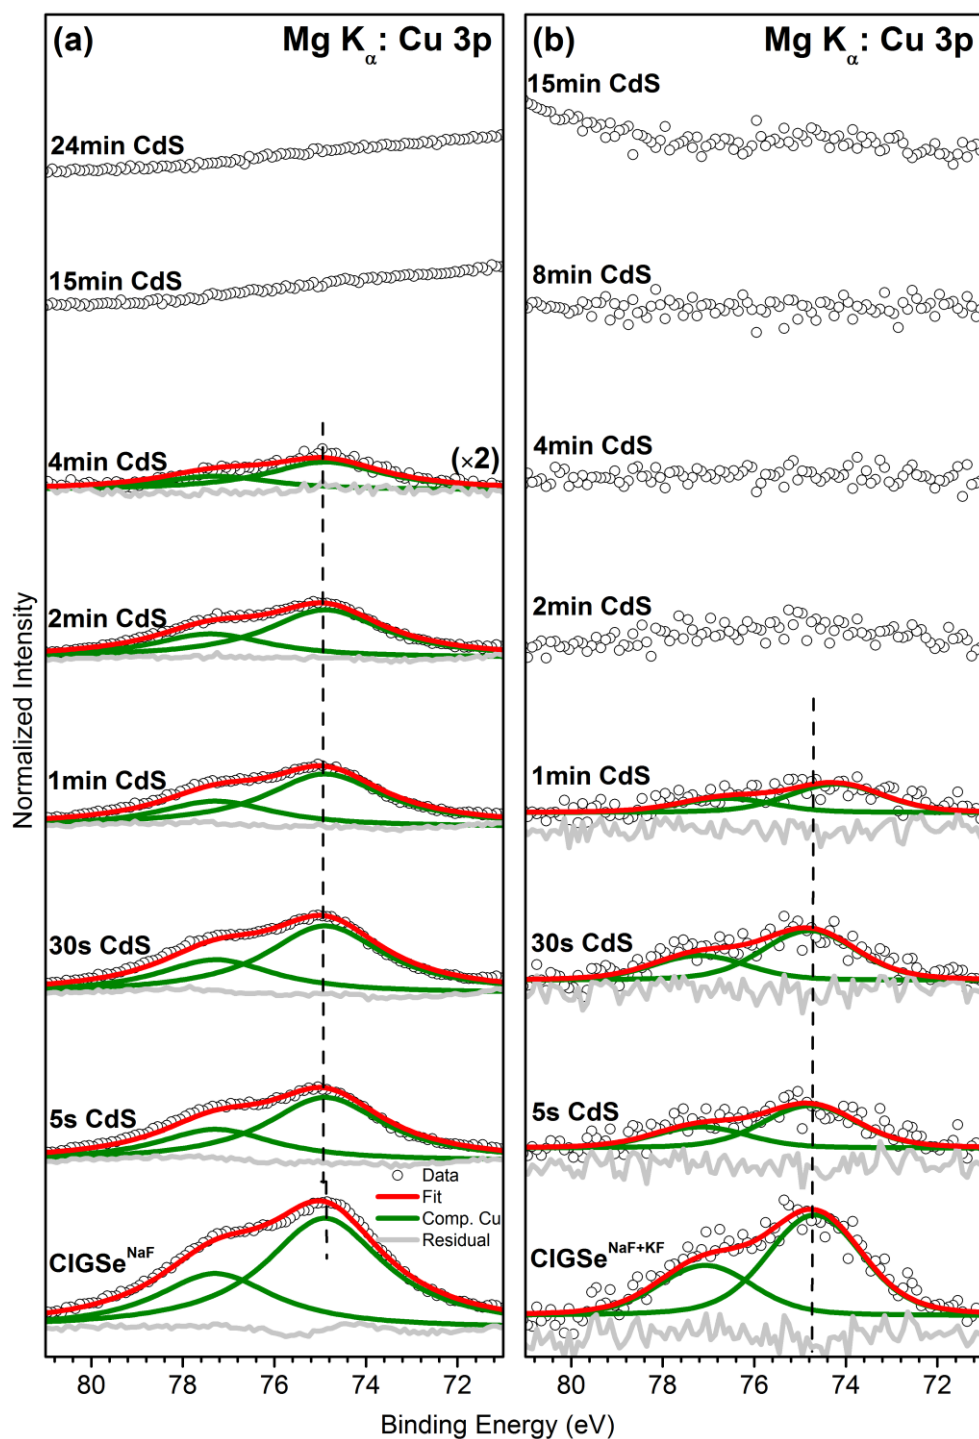 (a) Mg Kα: Cu 3p
24min CdS
15min CdS
4min CdS (×2)
2min CdS
1min CdS
30s CdS
5s CdS
Data
Fit
Comp. Cu
Residual
CIGSe^NaF
80 78 76 74 72
(b) Mg Kα: Cu 3p
15min CdS
8min CdS
4min CdS
2min CdS
1min CdS
30s CdS
5s CdS
CIGSe^NaF+KF
80 78 76 74 72
Normalized Intensity
Binding Energy (eV)